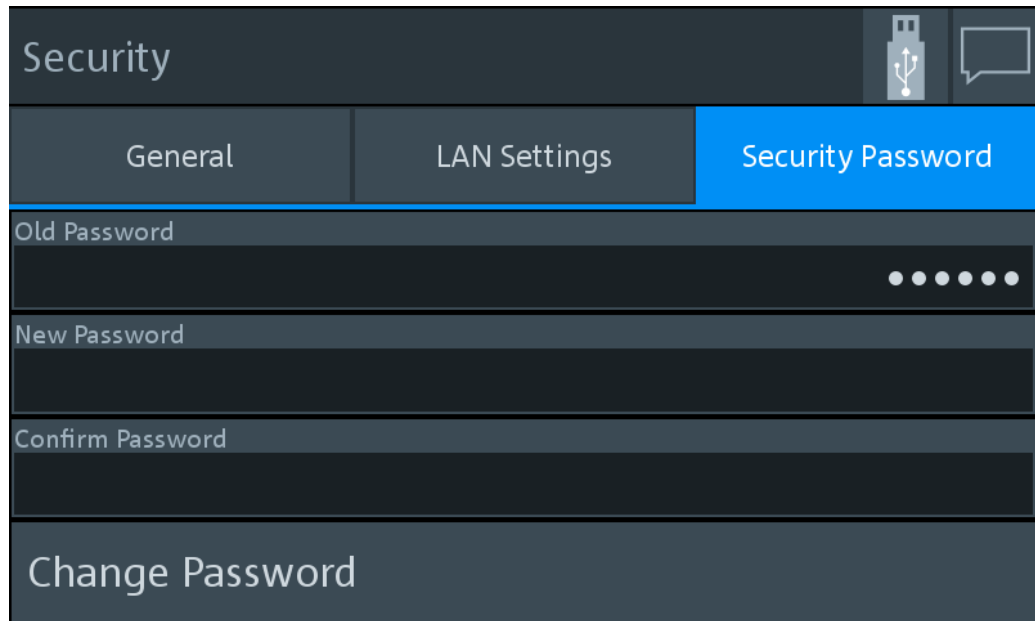 Security
General LAN Settings Security Password
Old Password
••••••
New Password
Confirm Password
Change Password